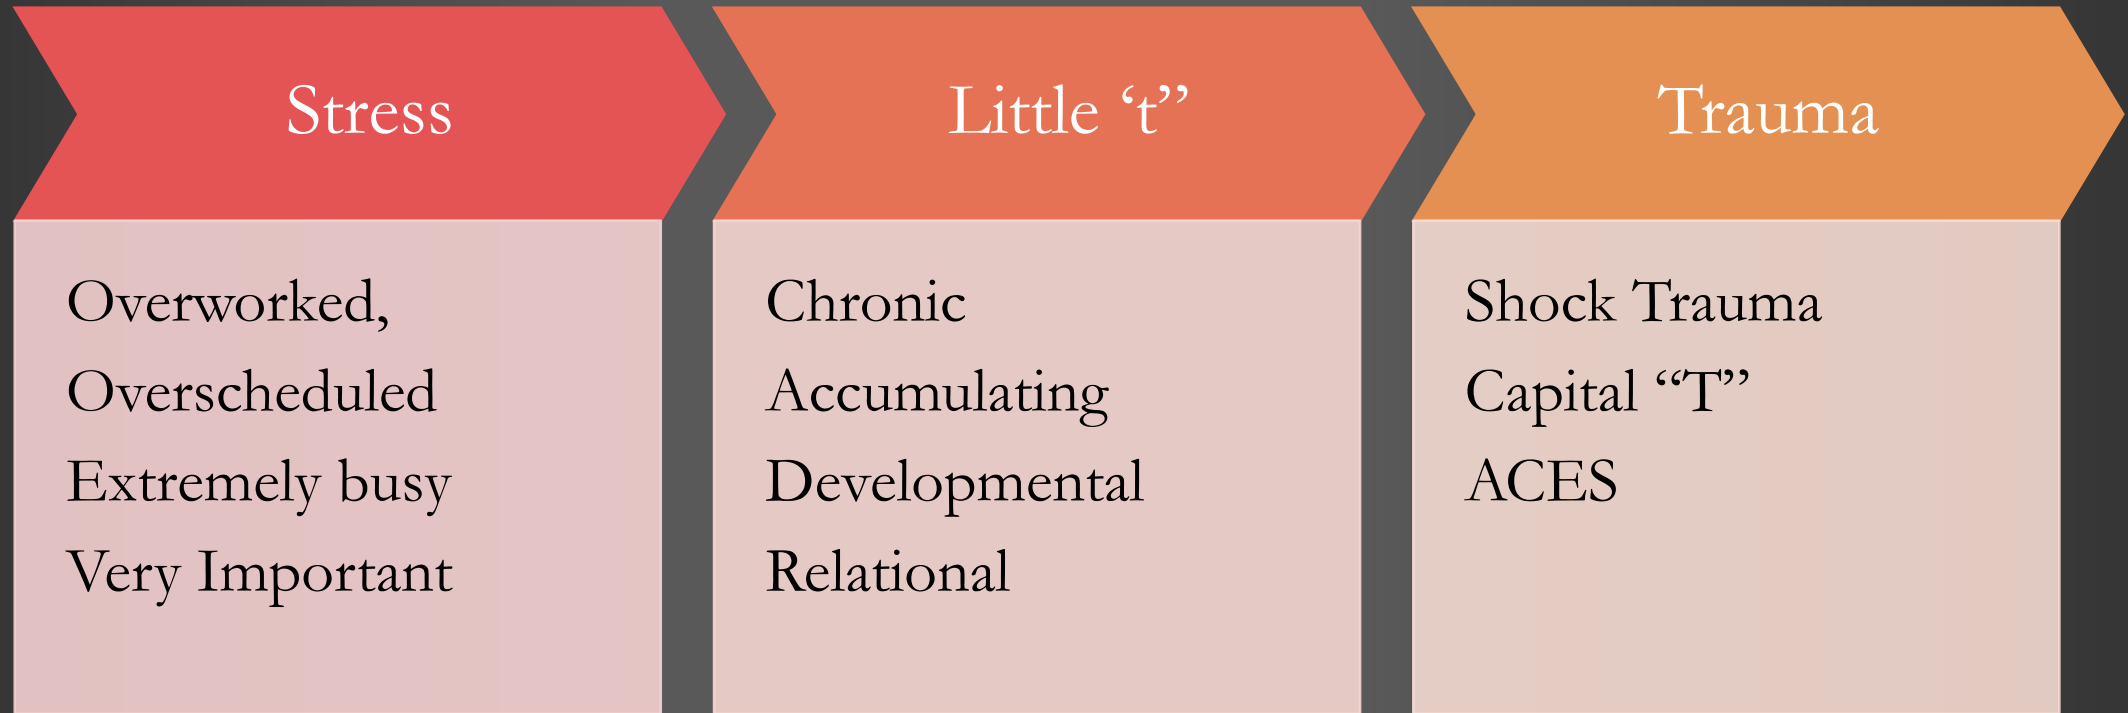 Stress
Overworked,
Overscheduled
Extremely busy
Very Important
Little ‘t”
Chronic
Accumulating
Developmental
Relational
Trauma
Shock Trauma
Capital “T”
ACES